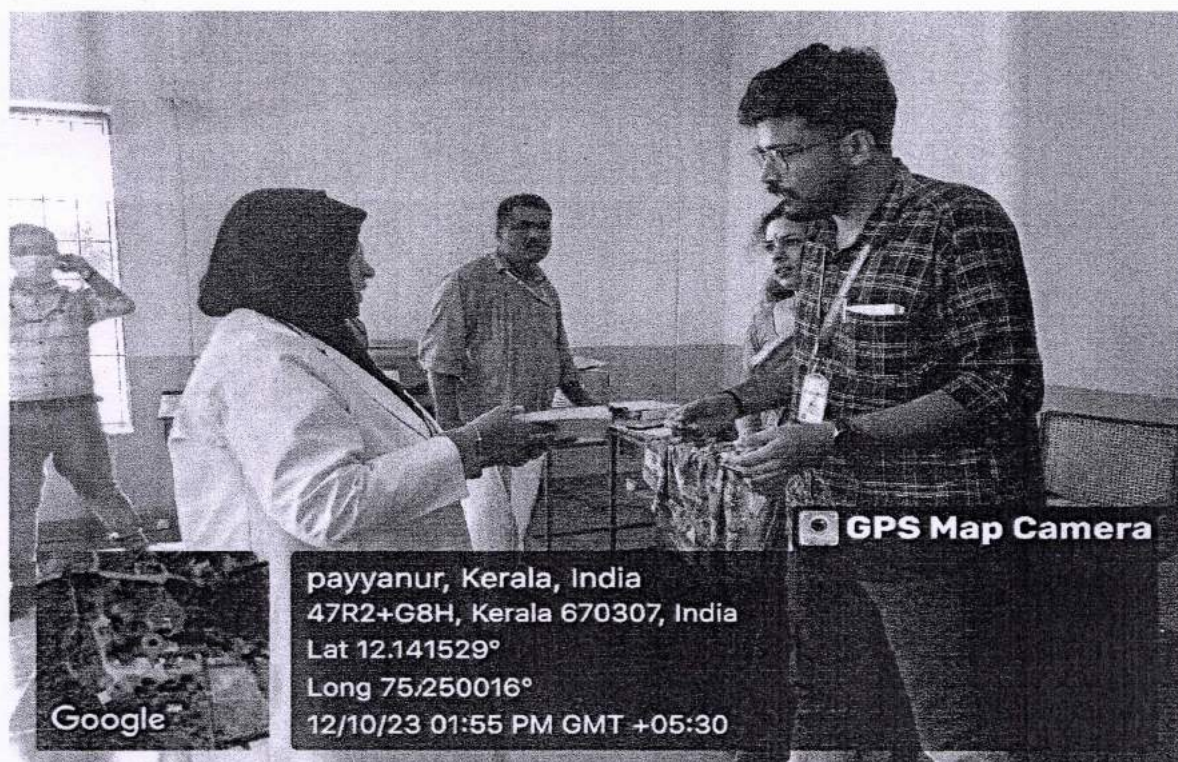 GPS Map Camera
payyanur, Kerala, India
47R2+G8H, Kerala 670307, India
Lat 12.141529°
Long 75.250016°
12/10/23 01:55 PM GMT +05:30
Google